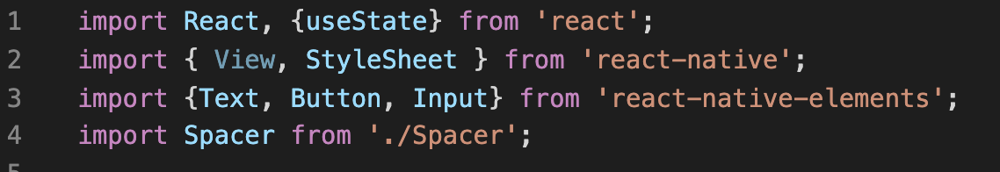 1 import React, {useState} from 'react';
2 import { View, StyleSheet } from 'react-native';
3 import {Text, Button, Input} from 'react-native-elements';
4 import Spacer from './Spacer';
5